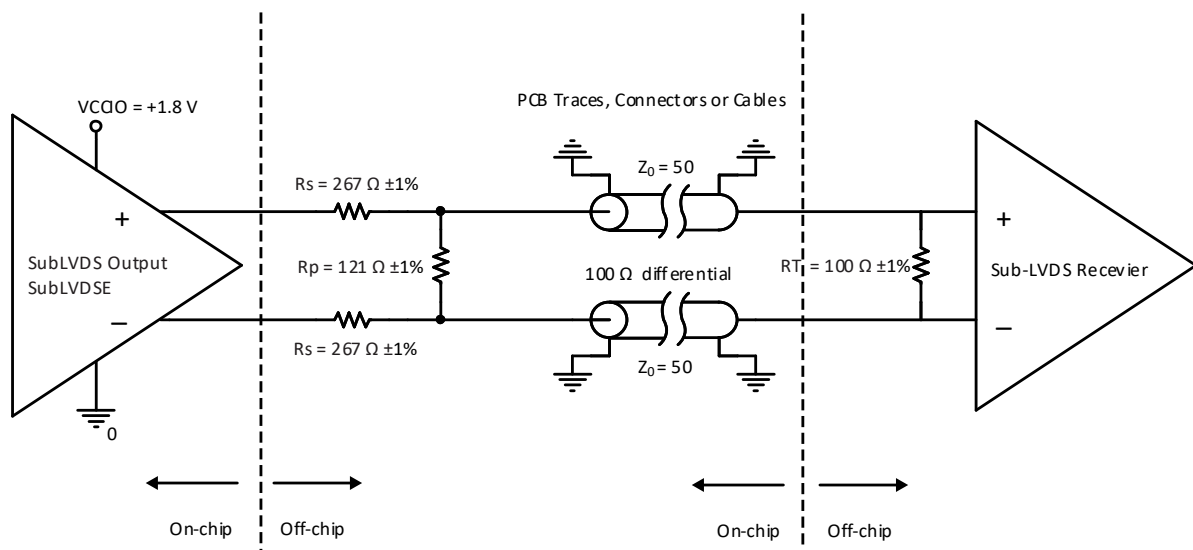 VCCIO = +1.8 V
PCB Traces, Connectors or Cables
Z0 = 50
Rs = 267 Ω ±1%
+
+
SubLVDS Output
SubLVDSE
Rp = 121 Ω ±1%
100 Ω differential
RT = 100 Ω ±1%
Sub-LVDS Recevier
−
−
Rs = 267 Ω ±1%
Z0 = 50
0
On-chip
Off-chip
On-chip
Off-chip